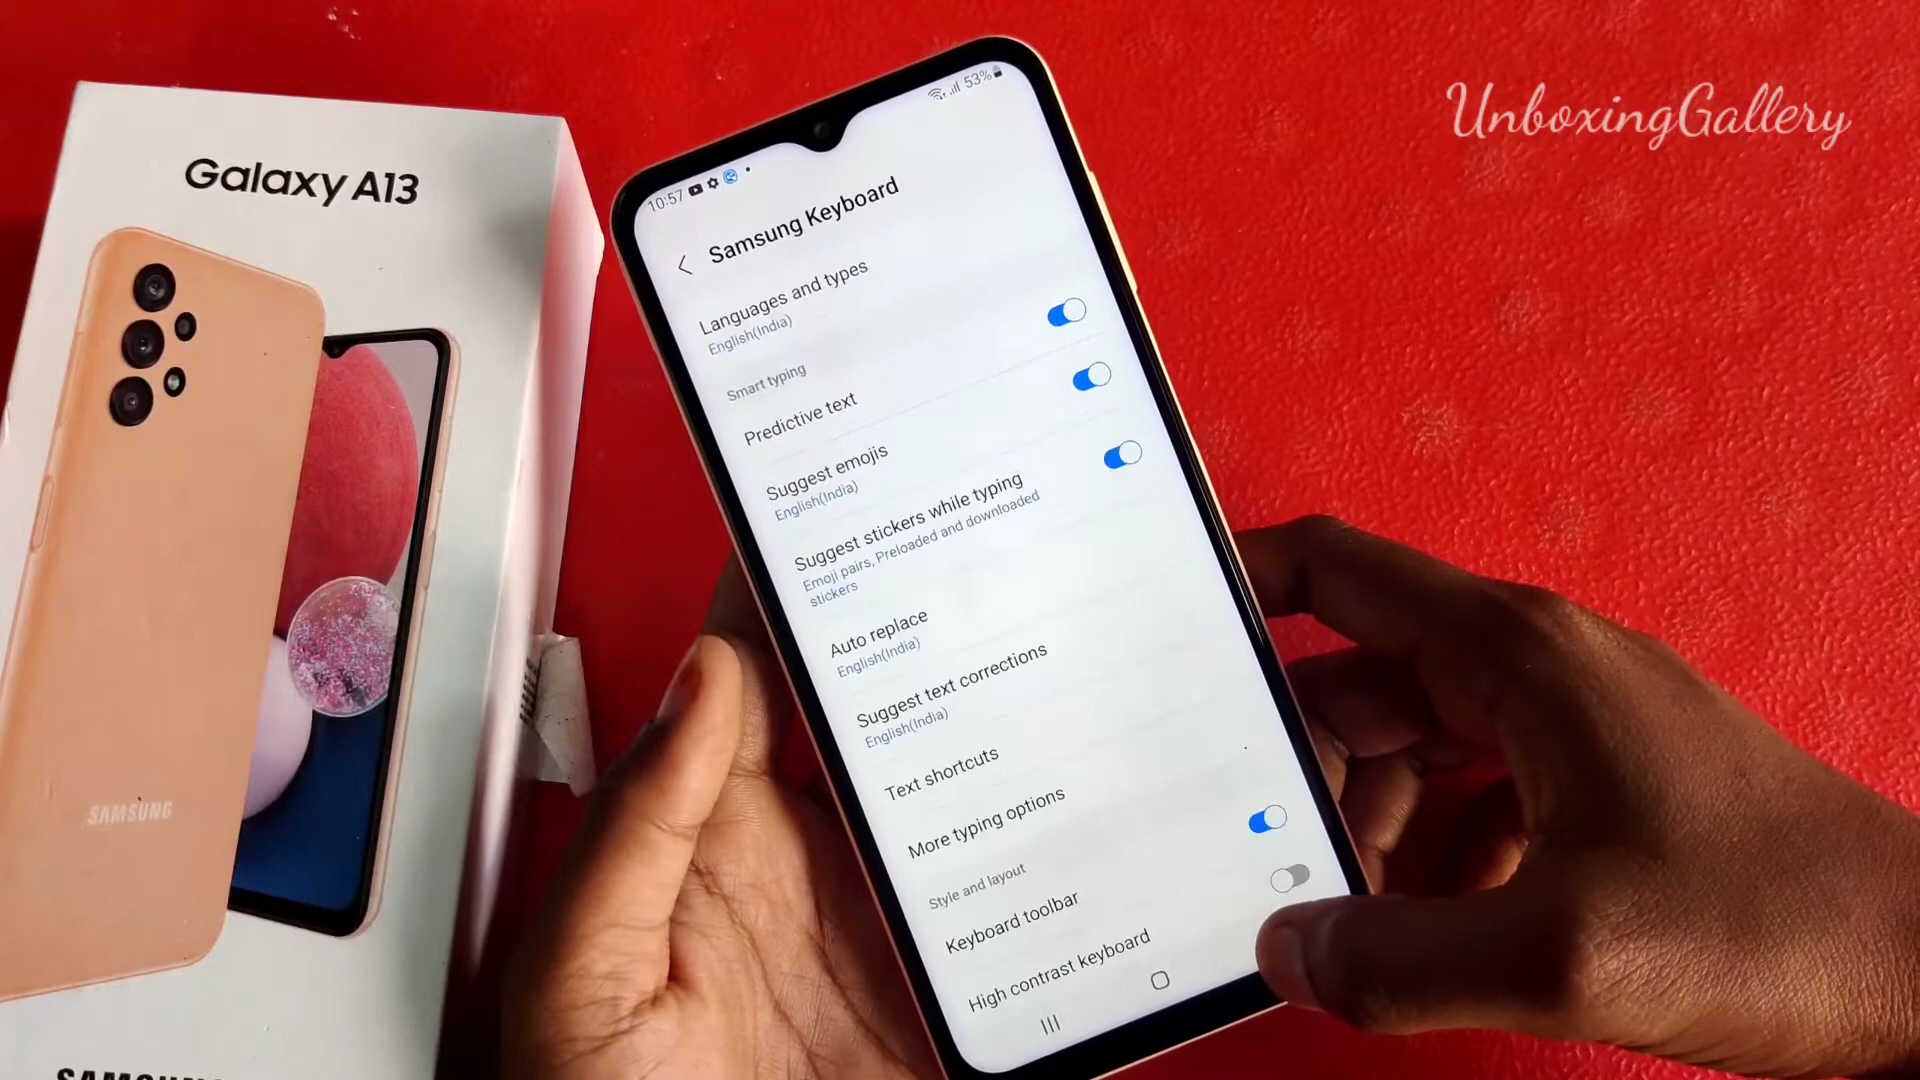 UnboxingGallery
Galaxy A13
SAMSUNG
SAMSUNG
10:57
53%
Samsung Keyboard
Languages and types
English(India)
Smart typing
Predictive text
Suggest emojis
English(India)
Suggest stickers while typing
Emoji pairs, Preloaded and downloaded
stickers
Auto replace
English(India)
Suggest text corrections
English(India)
Text shortcuts
More typing options
Style and layout
Keyboard toolbar
High contrast keyboard